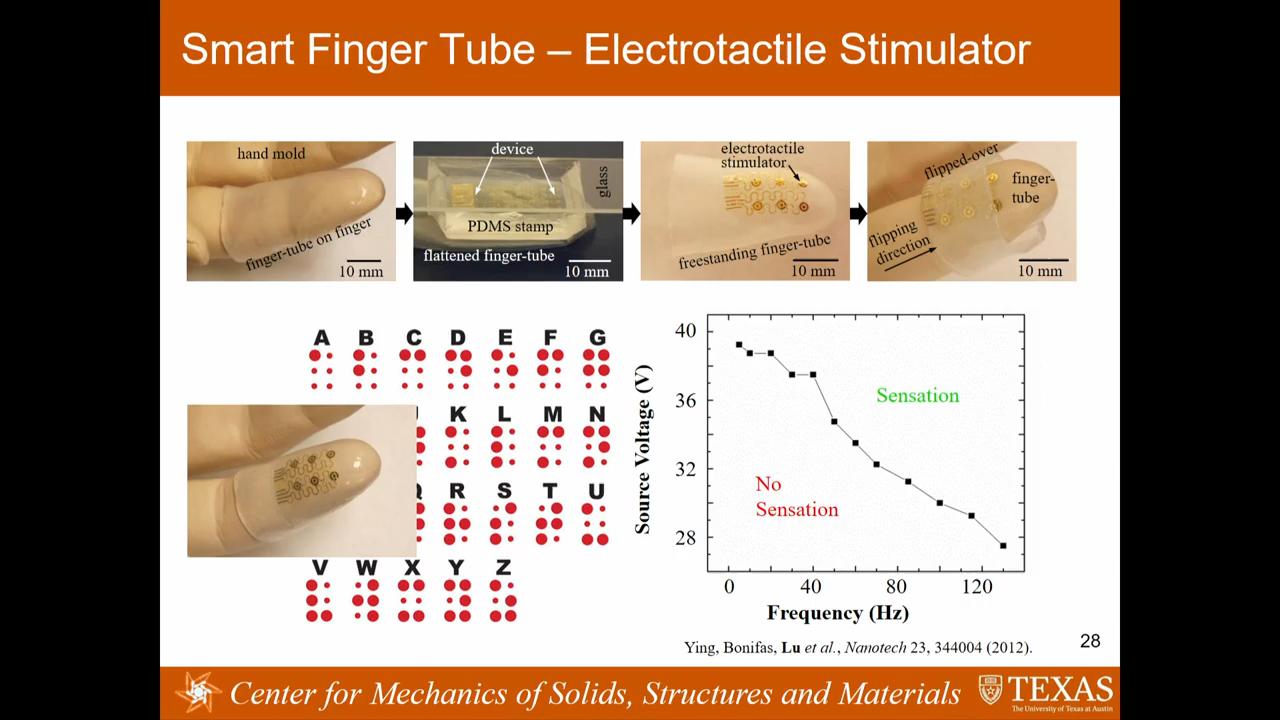 Smart Finger Tube – Electrotactile Stimulator
hand mold
finger-tube on finger
10 mm
device
glass
PDMS stamp
flattened finger-tube
10 mm
electrotactile
stimulator
freestanding finger-tube
10 mm
flipped-over
finger-
tube
flipping
direction
10 mm
A B C D E F G
K L M N
R S T U
V W X Y Z
40
36
32
28
Source Voltage (V)
Sensation
No
Sensation
0 40 80 120
Frequency (Hz)
Ying, Bonifas, Lu et al., Nanotech 23, 344004 (2012).
28
Center for Mechanics of Solids, Structures and Materials
TEXAS
The University of Texas at Austin